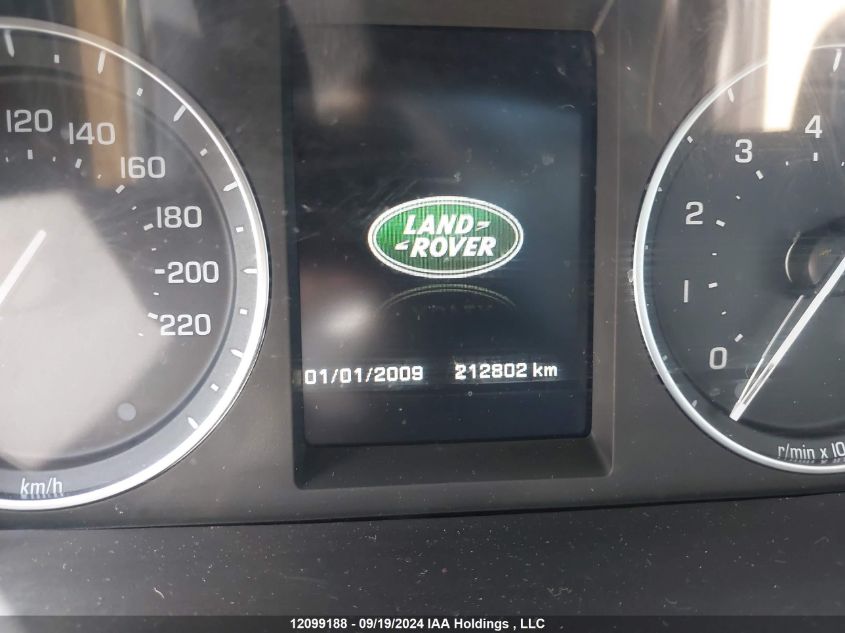 120
140
160
180
200
220
km/h
LAND-
-ROVER
01/01/2009 212802 km
4
3
2
1
0
r/min x 10
12099188 - 09/19/2024 IAA Holdings , LLC